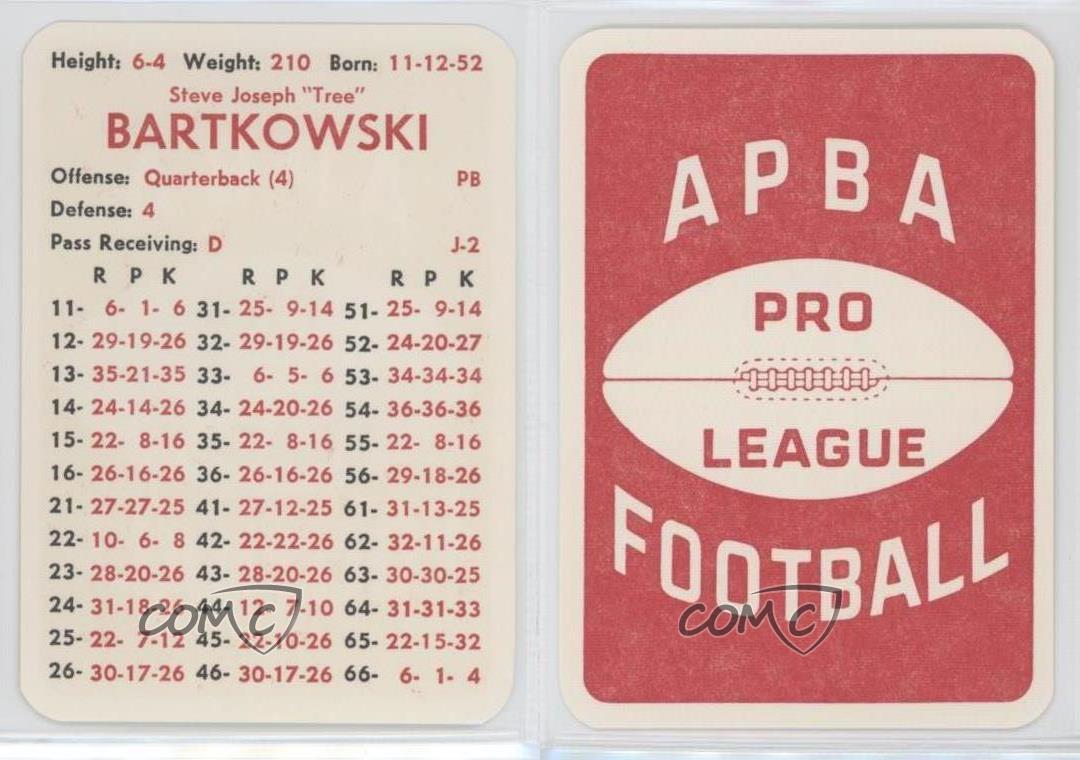 Height: 6-4 Weight: 210 Born: 11-12-52
Steve Joseph "Tree"
BARTKOWSKI
Offense: Quarterback (4) PB
Defense: 4
Pass Receiving: D J-2
R P K R P K R P K
11- 6- 1- 6 31- 25- 9-14 51- 25- 9-14
12- 29-19-26 32- 29-19-26 52- 24-20-27
13- 35-21-35 33- 6- 5- 6 53- 34-34-34
14- 24-14-26 34- 24-20-26 54- 36-36-36
15- 22- 8-16 35- 22- 8-16 55- 22- 8-16
16- 26-16-26 36- 26-16-26 56- 29-18-26
21- 27-27-25 41- 27-12-25 61- 31-13-25
22- 10- 6- 8 42- 22-22-26 62- 32-11-26
23- 28-20-26 43- 28-20-26 63- 30-30-25
24- 31-18-26 44- 12- 7-10 64- 31-31-33
25- 22- 7-12 45- 22-10-26 65- 22-15-32
26- 30-17-26 46- 30-17-26 66- 6- 1- 4
COMC
APBA
PRO
LEAGUE
FOOTBALL
COMC